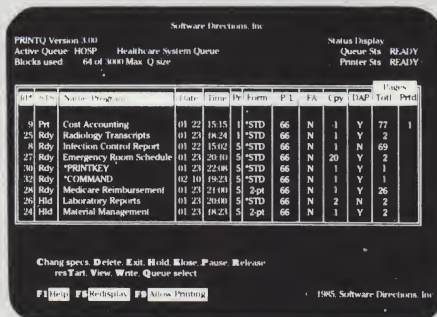 Software Directions, Inc
PRINTQ Version 3.00 Status Display
Active Queue HOSP Healthcare System Queue Queue Sts READY
Blocks used 64 of 3000 Max Q size Printer Sts READY
Pages
Id* STS Name/Program Date Time Pr Form P/L FA Cpy DAP Totl Prtd
9 Prt Cost Accounting 01 22 15:15 1 *STD 66 N 1 Y 77 1
25 Rdy Radiology Transcripts 01 23 18:24 1 *STD 66 N 1 Y 2
8 Rdy Infection Control Report 01 22 15:02 5 *STD 66 N 1 N 69
27 Rdy Emergency Room Schedule 01 23 20:10 5 *STD 66 N 20 Y 2
30 Rdy *PRINTKEY 01 23 22:08 5 *STD 66 N 1 Y 1
32 Rdy *COMMAND 02 10 19:23 5 *STD 66 N 1 Y 1
28 Rdy Medicare Reimbursement 01 23 21:00 5 2-pt 66 N 1 Y 26
26 Hld Laboratory Reports 01 23 20:00 5 *STD 66 N 2 N 2
24 Hld Material Management 01 23 18:23 5 2-pt 66 N 1 Y 2
Chang specs, Delete, Exit, Hold, Klose, Pause, Release
resTart, View, Write, Queue select
F1 Help F8 Redisplay F9 Allow Printing 1985, Software Directions, Inc